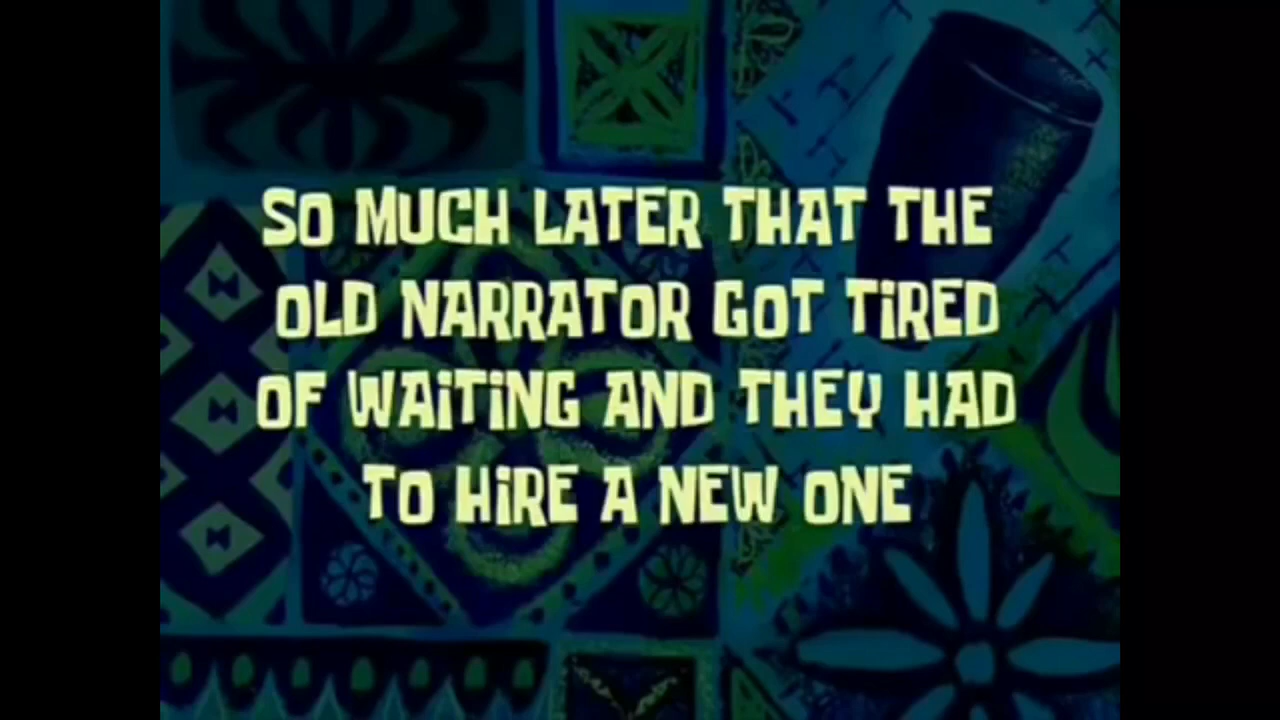 SO MUCH LATER THAT THE
OLD NARRATOR GOT TiRED
OF WAiTiNG AND THEY HAD
TO HiRE A NEW ONE